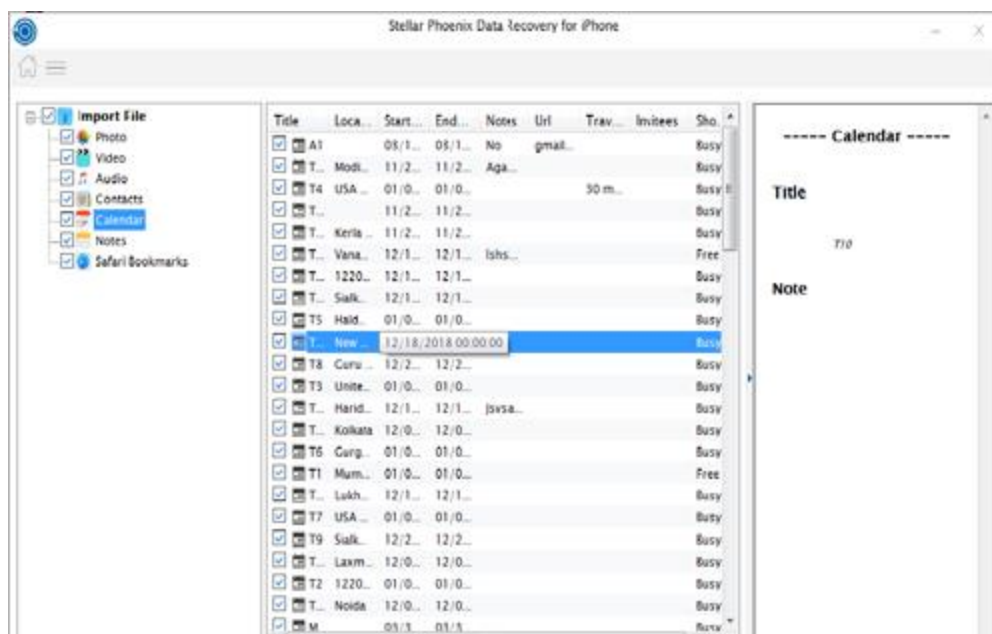 Stellar Phoenix Data Recovery for iPhone
Import File
Photo
Video
Audio
Contacts
Calendar
Notes
Safari Bookmarks
Title Loca... Start... End... Notes Url Trav... Invitees Sho.
A1 03/1... 03/1... No gmail... Busy
T... Modi... 11/2... 11/2... Aga... Busy
T4 USA ... 01/0... 01/0... 30 m... Busy
T... 11/2... 11/2... Busy
T... Kerla ... 11/2... 11/2... Busy
T... Vana... 12/1... 12/1... Ishs... Free
T... 1220... 12/1... 12/1... Busy
T... Sialk... 12/1... 12/1... Busy
T5 Hald... 01/0... 01/0... Busy
T... New ... 12/18/2018 00:00:00 Busy
T8 Guru ... 12/2... 12/2... Busy
T3 Unite... 01/0... 01/0... Busy
T... Harid... 12/1... 12/1... Jsvsa... Busy
T... Kolkata 12/0... 12/0... Busy
T6 Gurg... 01/0... 01/0... Busy
T1 Mum... 01/0... 01/0... Free
T... Lukh... 12/1... 12/1... Busy
T7 USA ... 01/0... 01/0... Busy
T9 Sialk... 12/2... 12/2... Busy
T... Laxm... 12/0... 12/0... Busy
T2 1220... 01/0... 01/0... Busy
T... Noida 12/0... 12/0... Busy
M... Busy
----- Calendar -----
Title
T10
Note